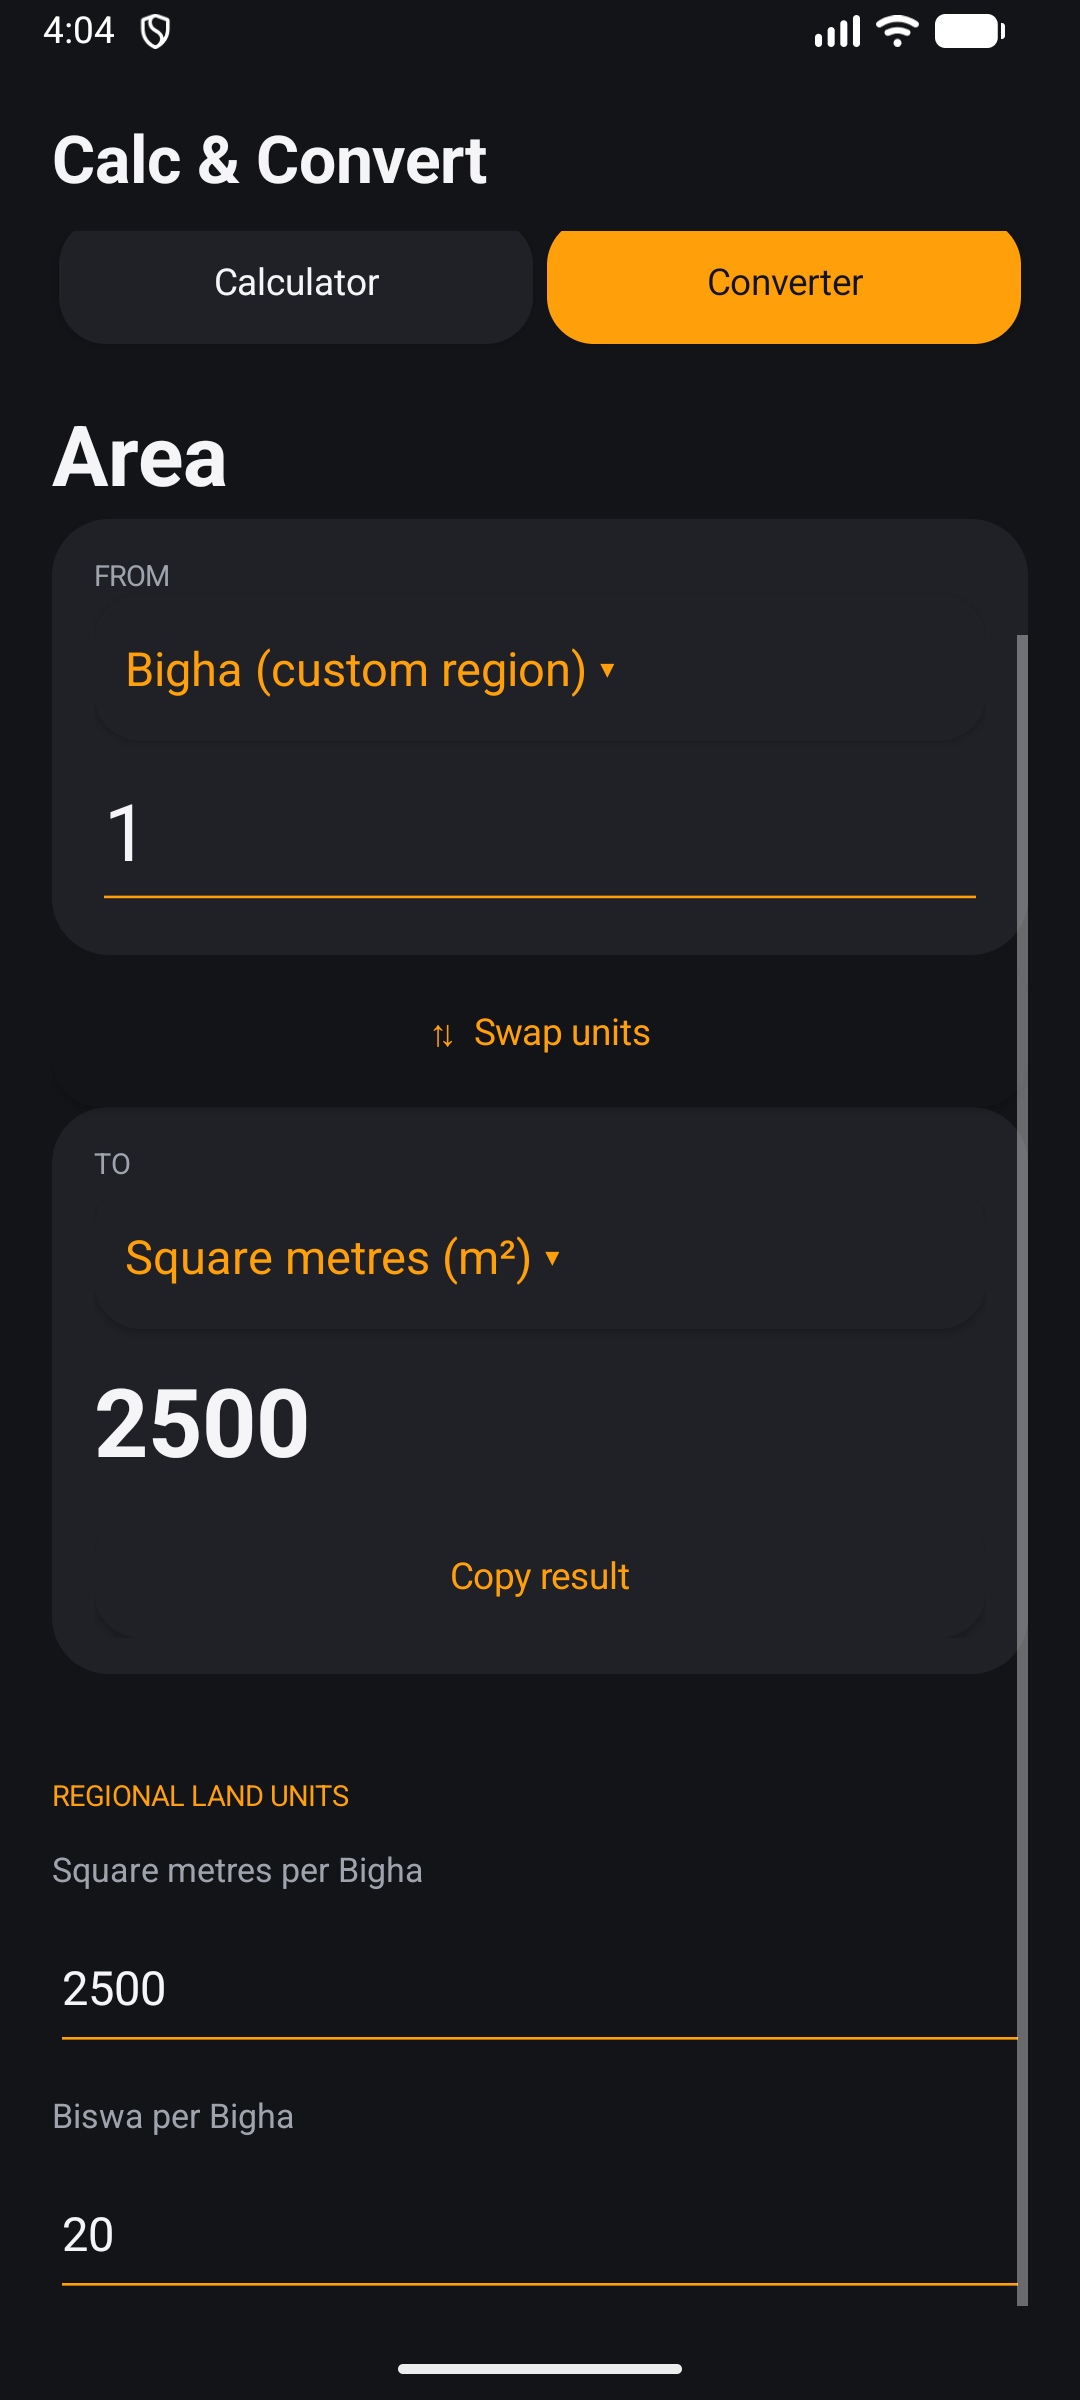 4:04
Calc & Convert
Calculator
Converter
Area
FROM
Bigha (custom region) ▾
1
⇅ Swap units
TO
Square metres (m²) ▾
2500
Copy result
REGIONAL LAND UNITS
Square metres per Bigha
2500
Biswa per Bigha
20